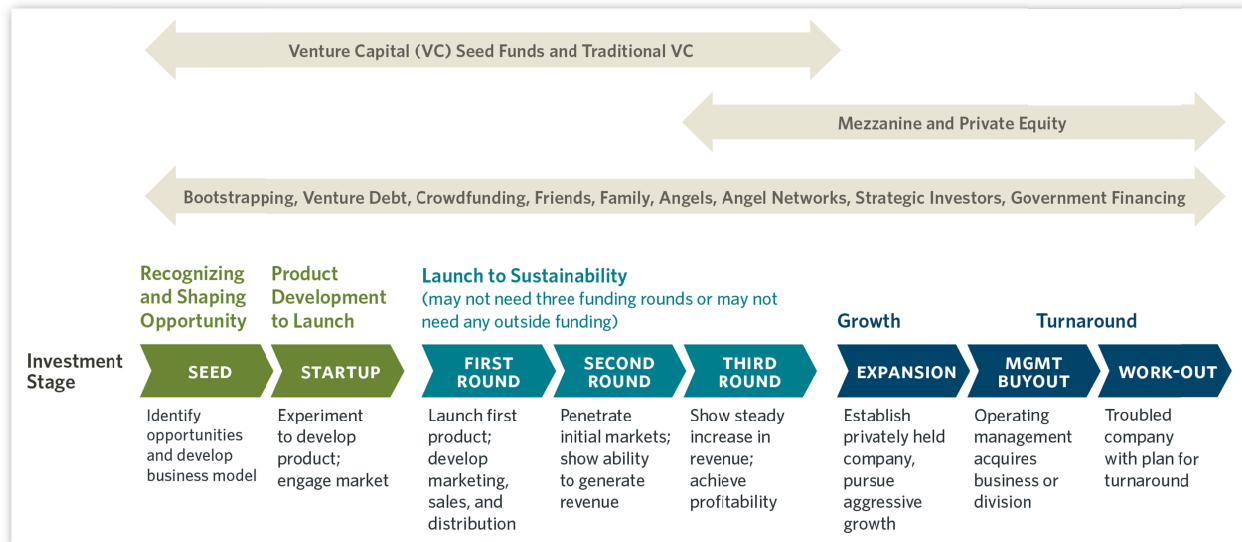 Venture Capital (VC) Seed Funds and Traditional VC
Mezzanine and Private Equity
Bootstrapping, Venture Debt, Crowdfunding, Friends, Family, Angels, Angel Networks, Strategic Investors, Government Financing
Recognizing
and Shaping
Opportunity
Product
Development
to Launch
Launch to Sustainability
(may not need three funding rounds or may not
need any outside funding)
Growth
Turnaround
Investment
Stage
SEED
STARTUP
FIRST
ROUND
SECOND
ROUND
THIRD
ROUND
EXPANSION
MGMT
BUYOUT
WORK-OUT
Identify
opportunities
and develop
business model
Experiment
to develop
product;
engage market
Launch first
product;
develop
marketing,
sales, and
distribution
Penetrate
initial markets;
show ability
to generate
revenue
Show steady
increase in
revenue;
achieve
profitability
Establish
privately held
company,
pursue
aggressive
growth
Operating
management
acquires
business or
division
Troubled
company
with plan for
turnaround